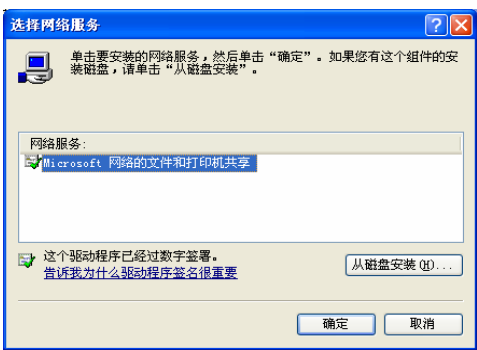 选择网络服务
单击要安装的网络服务，然后单击“确定”。如果您有这个组件的安
装磁盘，请单击“从磁盘安装”。
网络服务:
Microsoft 网络的文件和打印机共享
这个驱动程序已经过数字签署。
告诉我为什么驱动程序签名很重要
从磁盘安装(H)...
确定
取消